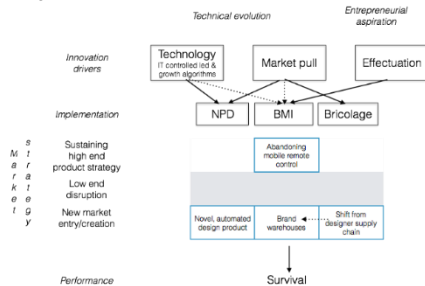 Technical evolution
Entrepreneurial
aspiration
Innovation
drivers
Technology
IT controlled led &
growth algorithms
Market pull
Effectuation
Implementation
NPD
BMI
Bricolage
Market
strategy
Sustaining
high end
product strategy
Abandoning
mobile remote
control
Low end
disruption
New market
entry/creation
Novel, automated
design product
Brand
warehouses
Shift from
designer supply
chain
Performance
Survival